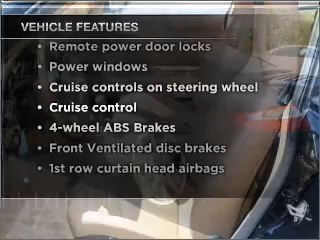 VEHICLE FEATURES
• Remote power door locks
• Power windows
• Cruise controls on steering wheel
• Cruise control
• 4-wheel ABS Brakes
• Front Ventilated disc brakes
• 1st row curtain head airbags